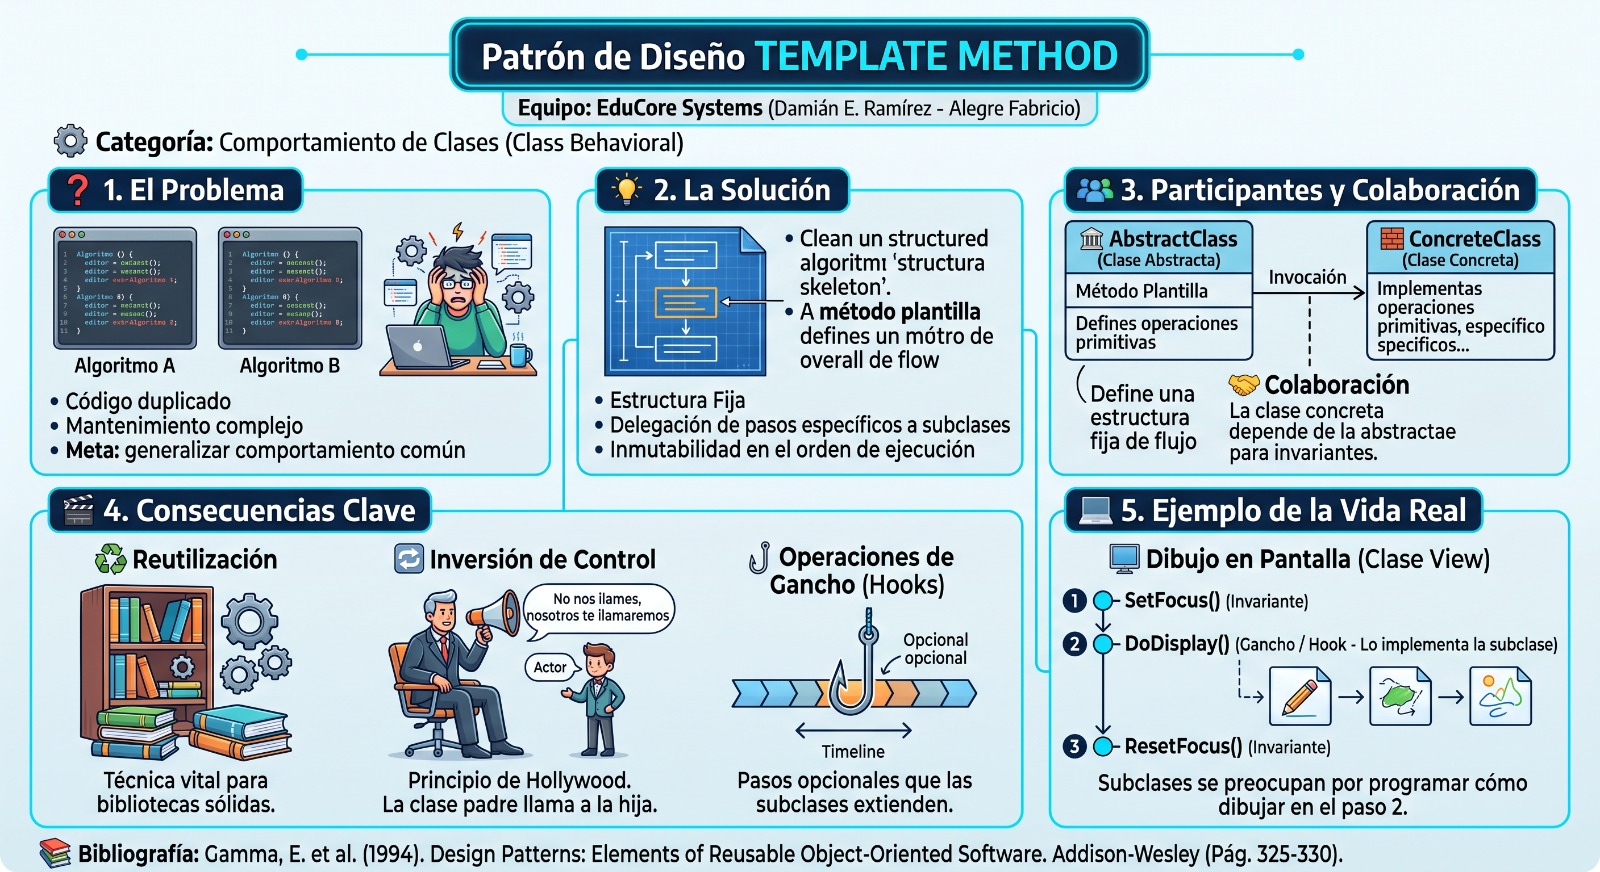 Patrón de Diseño TEMPLATE METHOD
Equipo: EduCore Systems (Damián E. Ramírez - Alegre Fabricio)
Categoría: Comportamiento de Clases (Class Behavioral)
1. El Problema
Algoritmo A
Algoritmo B
• Código duplicado
• Mantenimiento complejo
• Meta: generalizar comportamiento común
2. La Solución
• Clean un structured
algoritmı 'structura
skeleton'.
• A método plantilla
defines un mótro de
overall de flow
• Estructura Fija
• Delegación de pasos específicos a subclases
• Inmutabilidad en el orden de ejecución
3. Participantes y Colaboración
AbstractClass
(Clase Abstracta)
Método Plantilla
Defines operaciones
primitivas
Invocaión
ConcreteClass
(Clase Concreta)
Implementas
operaciones
primitivas, específico
specificos...
Define una
estructura
fija de flujo
Colaboración
La clase concreta
depende de la abstractae
para invariantes.
4. Consecuencias Clave
Reutilización
Técnica vital para
bibliotecas sólidas.
Inversión de Control
No nos ilames,
nosotros te ilamaremos
Actor
Principio de Hollywood.
La clase padre llama a la hija.
Operaciones de
Gancho (Hooks)
Opcional
opcional
Timeline
Pasos opcionales que las
subclases extienden.
5. Ejemplo de la Vida Real
Dibujo en Pantalla (Clase View)
1 SetFocus() (Invariante)
2 DoDisplay() (Gancho / Hook - Lo implementa la subclase)
3 ResetFocus() (Invariante)
Subclases se preocupan por programar cómo
dibujar en el paso 2.
Bibliografía: Gamma, E. et al. (1994). Design Patterns: Elements of Reusable Object-Oriented Software. Addison-Wesley (Pág. 325-330).